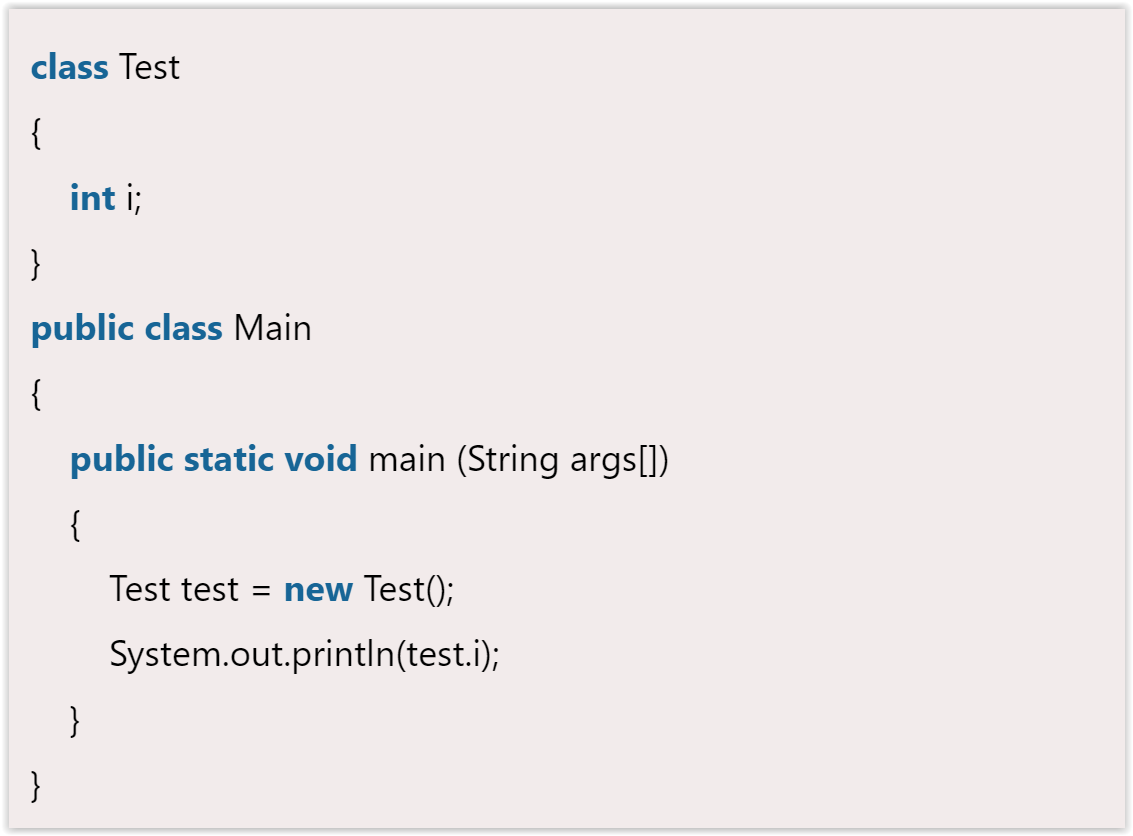 class Test
{
int i;
}
public class Main
{
public static void main (String args[])
{
Test test = new Test();
System.out.println(test.i);
}
}